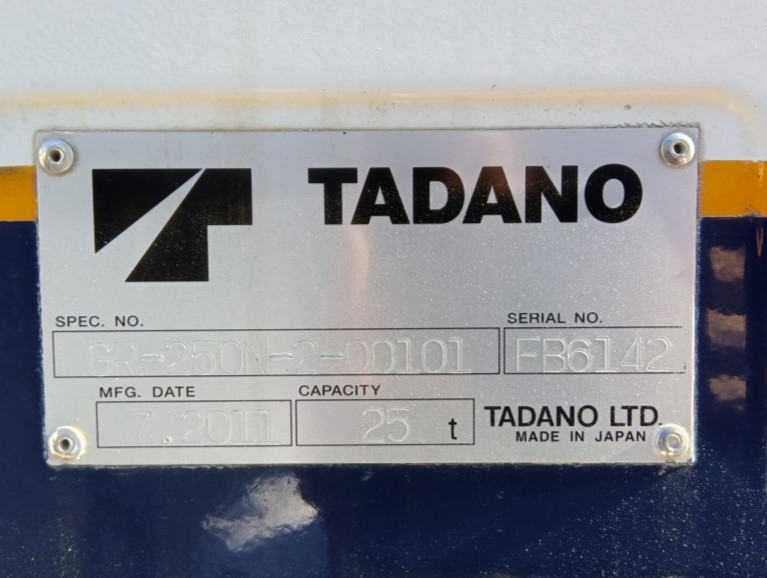 TADANO
SPEC. NO. SERIAL NO.
GR-250N-2-00101 FB6142
MFG. DATE CAPACITY
7.2011 25 t TADANO LTD.
MADE IN JAPAN